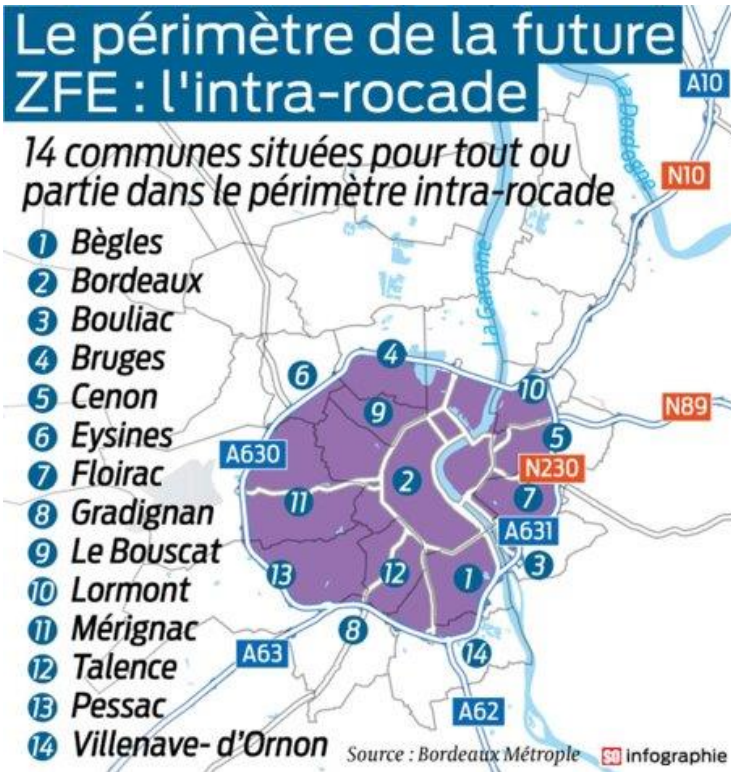 Le périmètre de la future
ZFE : l'intra-rocade
14 communes situées pour tout ou
partie dans le périmètre intra-rocade
1 Bègles
2 Bordeaux
3 Bouliac
4 Bruges
5 Cenon
6 Eysines
7 Floirac
8 Gradignan
9 Le Bouscat
10 Lormont
11 Mérignac
12 Talence
13 Pessac
14 Villenave- d'Ornon
La Dordogne
A10
N10
La Garonne
4
6
10
9
N89
5
A630
N230
2
7
11
A631
3
13
12
1
8
14
A63
A62
Source : Bordeaux Métrople
SO infographie